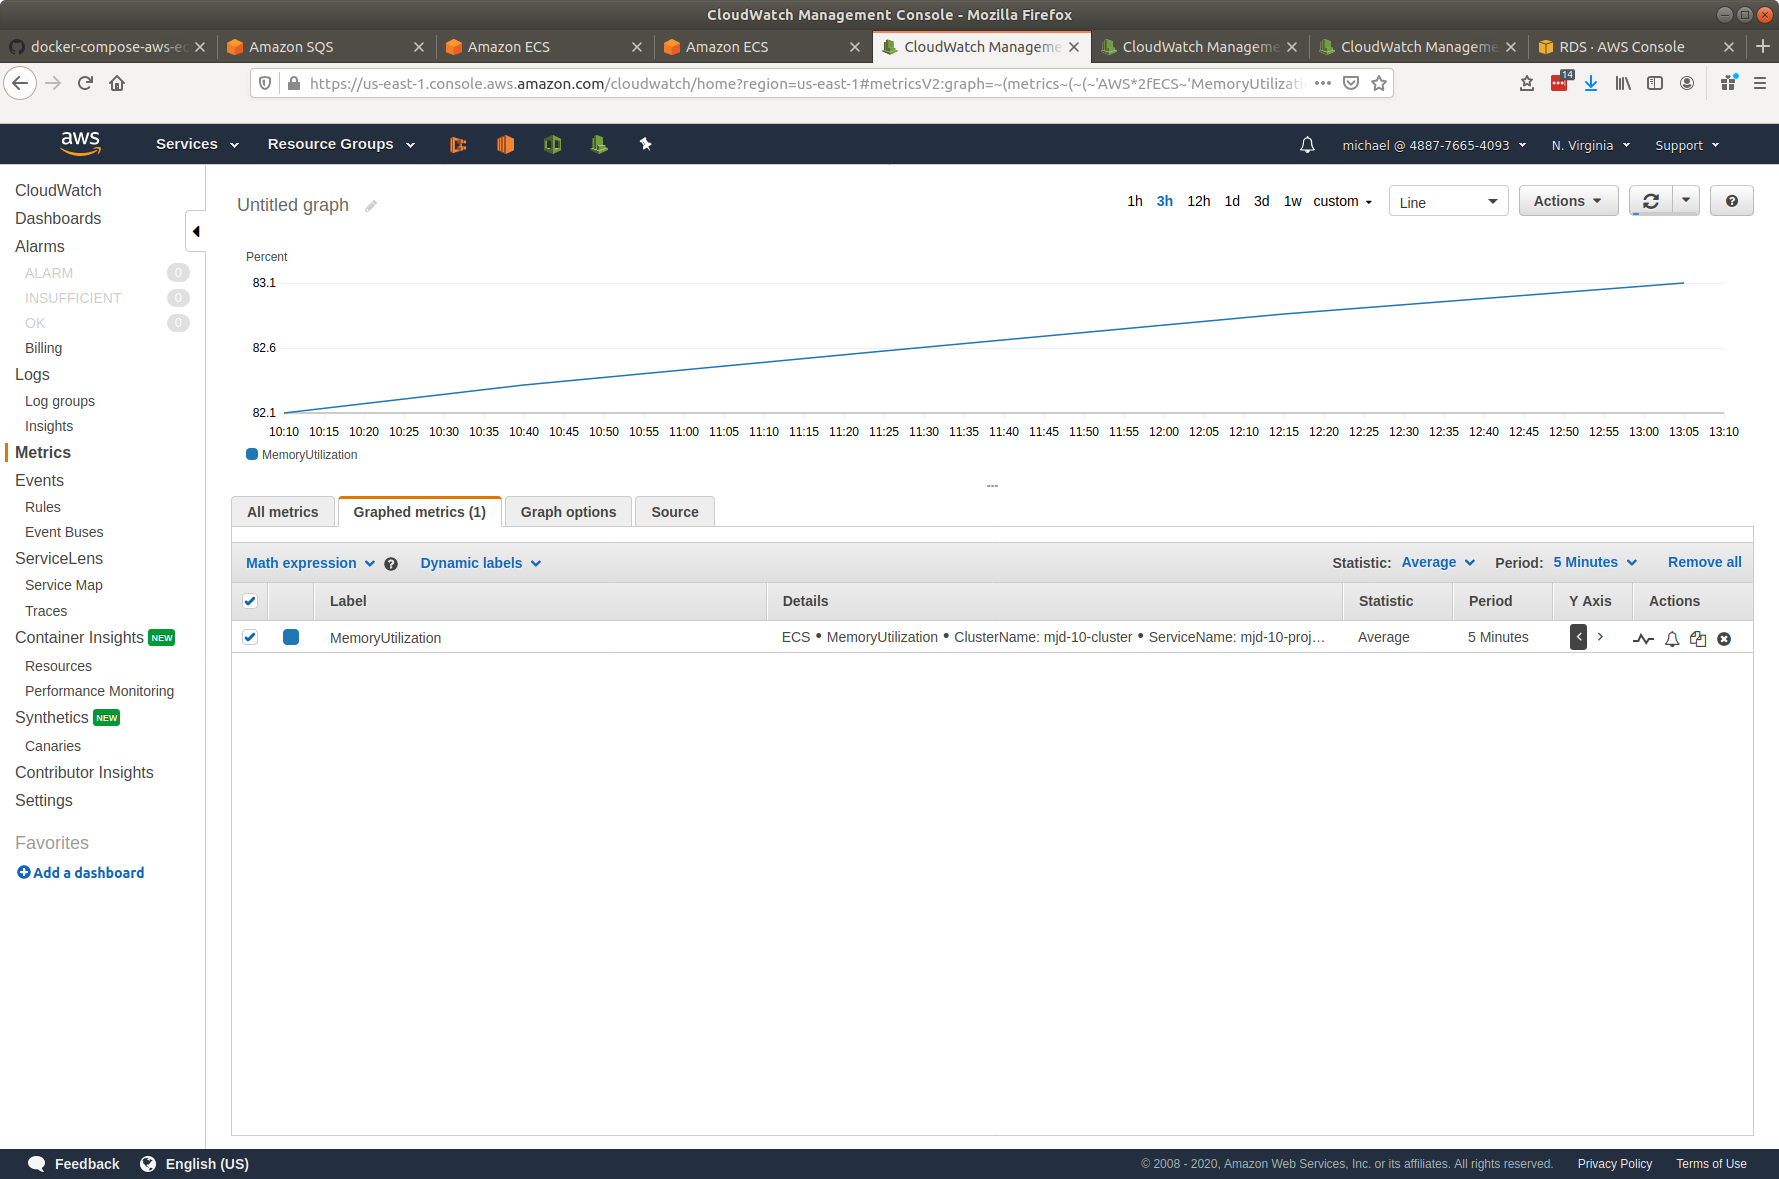 CloudWatch Management Console - Mozilla Firefox
docker-compose-aws-ec
Amazon SQS
Amazon ECS
Amazon ECS
CloudWatch Manageme
CloudWatch Manageme
CloudWatch Manageme
RDS · AWS Console
https://us-east-1.console.aws.amazon.com/cloudwatch/home?region=us-east-1#metricsV2:graph=~(metrics~(~(~'AWS*2fECS~'MemoryUtilizati
14
aws
Services
Resource Groups
michael @ 4887-7665-4093
N. Virginia
Support
CloudWatch
Dashboards
Alarms
ALARM 0
INSUFFICIENT 0
OK 0
Billing
Logs
Log groups
Insights
Metrics
Events
Rules
Event Buses
ServiceLens
Service Map
Traces
Container Insights NEW
Resources
Performance Monitoring
Synthetics NEW
Canaries
Contributor Insights
Settings
Favorites
Add a dashboard
Untitled graph
1h 3h 12h 1d 3d 1w custom
Line
Actions
Percent
83.1
82.6
82.1
10:10 10:15 10:20 10:25 10:30 10:35 10:40 10:45 10:50 10:55 11:00 11:05 11:10 11:15 11:20 11:25 11:30 11:35 11:40 11:45 11:50 11:55 12:00 12:05 12:10 12:15 12:20 12:25 12:30 12:35 12:40 12:45 12:50 12:55 13:00 13:05 13:10
MemoryUtilization
All metrics
Graphed metrics (1)
Graph options
Source
Math expression
Dynamic labels
Statistic: Average
Period: 5 Minutes
Remove all
Label Details Statistic Period Y Axis Actions
MemoryUtilization ECS • MemoryUtilization • ClusterName: mjd-10-cluster • ServiceName: mjd-10-proj… Average 5 Minutes
Feedback
English (US)
© 2008 - 2020, Amazon Web Services, Inc. or its affiliates. All rights reserved.
Privacy Policy
Terms of Use